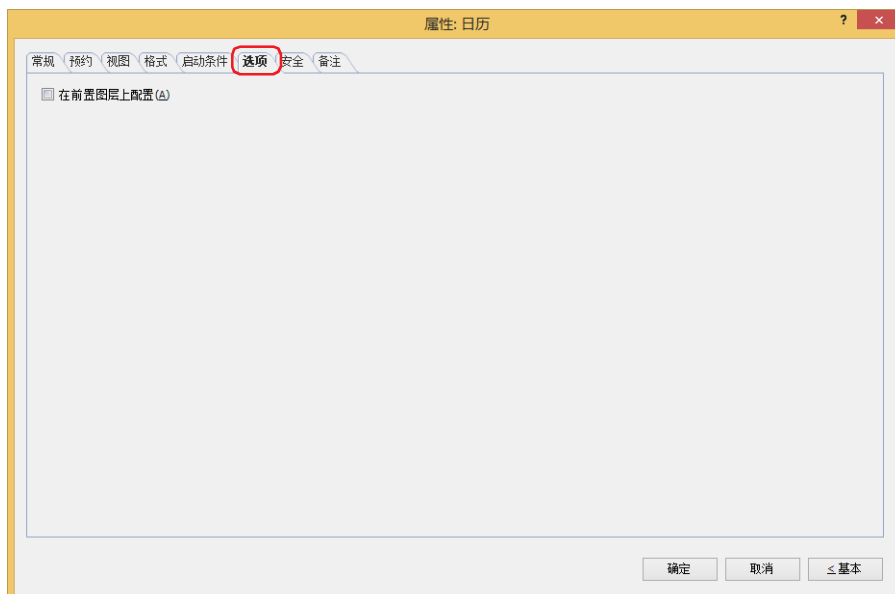 属性: 日历
? ×
常规 预约 视图 格式 启动条件 选项 安全 备注
在前置图层上配置(A)
确定 取消 < 基本